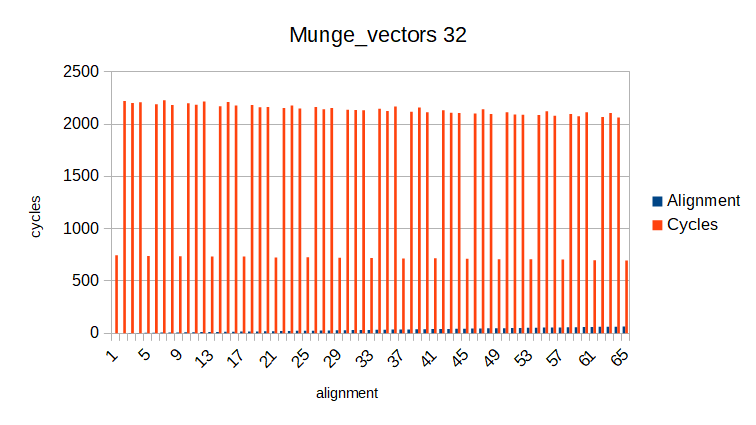 Munge_vectors 32
2500
2000
1500
1000
500
0
cycles
1 5 9 13 17 21 25 29 33 37 41 45 49 53 57 61 65
alignment
Alignment
Cycles